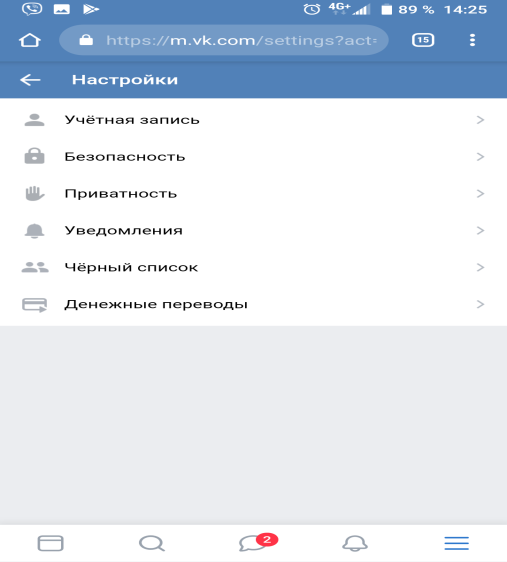 4G+ 89 % 14:25
https://m.vk.com/settings?act= 15
Настройки
Учётная запись
Безопасность
Приватность
Уведомления
Чёрный список
Денежные переводы
2